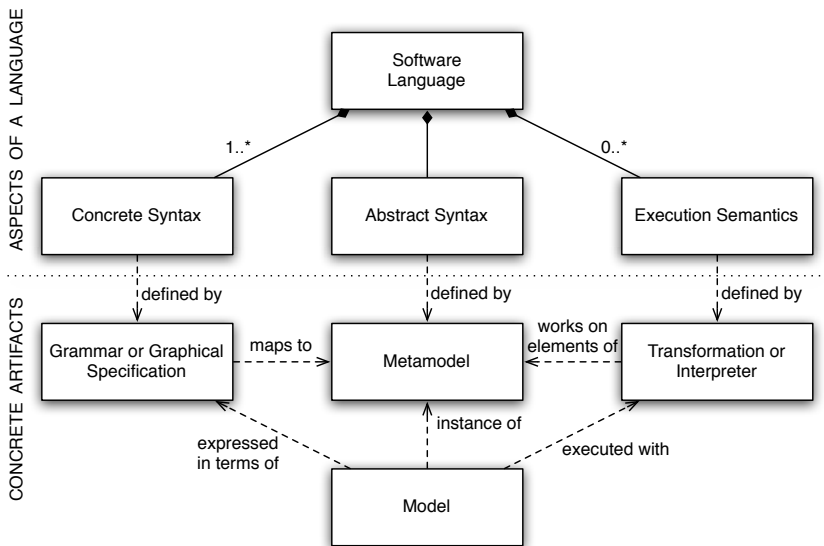 ASPECTS OF A LANGUAGE
Software
Language
1..*
0..*
Concrete Syntax
Abstract Syntax
Execution Semantics
defined by
defined by
defined by
CONCRETE ARTIFACTS
Grammar or Graphical
Specification
maps to
Metamodel
works on
elements of
Transformation or
Interpreter
expressed
in terms of
instance of
executed with
Model